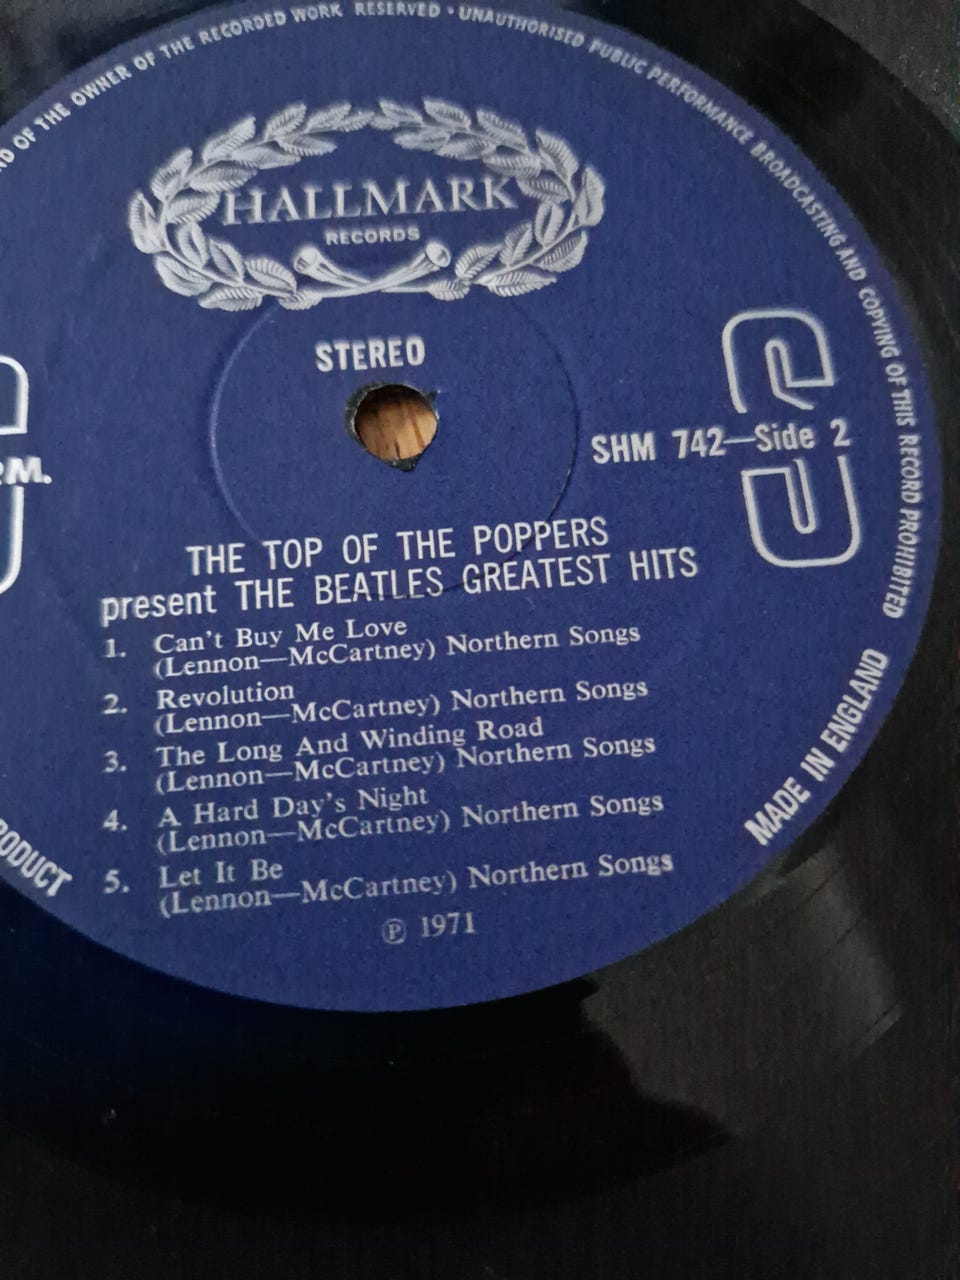 D OF THE OWNER OF THE RECORDED WORK RESERVED · UNAUTHORISED PUBLIC PERFORMANCE BROADCASTING AND COPYING OF THIS RECORD PROHIBITED
HALLMARK
RECORDS
STEREO
SHM 742—Side 2
THE TOP OF THE POPPERS
present THE BEATLES GREATEST HITS
1. Can't Buy Me Love
(Lennon—McCartney) Northern Songs
2. Revolution
(Lennon—McCartney) Northern Songs
3. The Long And Winding Road
(Lennon—McCartney) Northern Songs
4. A Hard Day's Night
(Lennon—McCartney) Northern Songs
5. Let It Be
(Lennon—McCartney) Northern Songs
℗ 1971
MADE IN ENGLAND